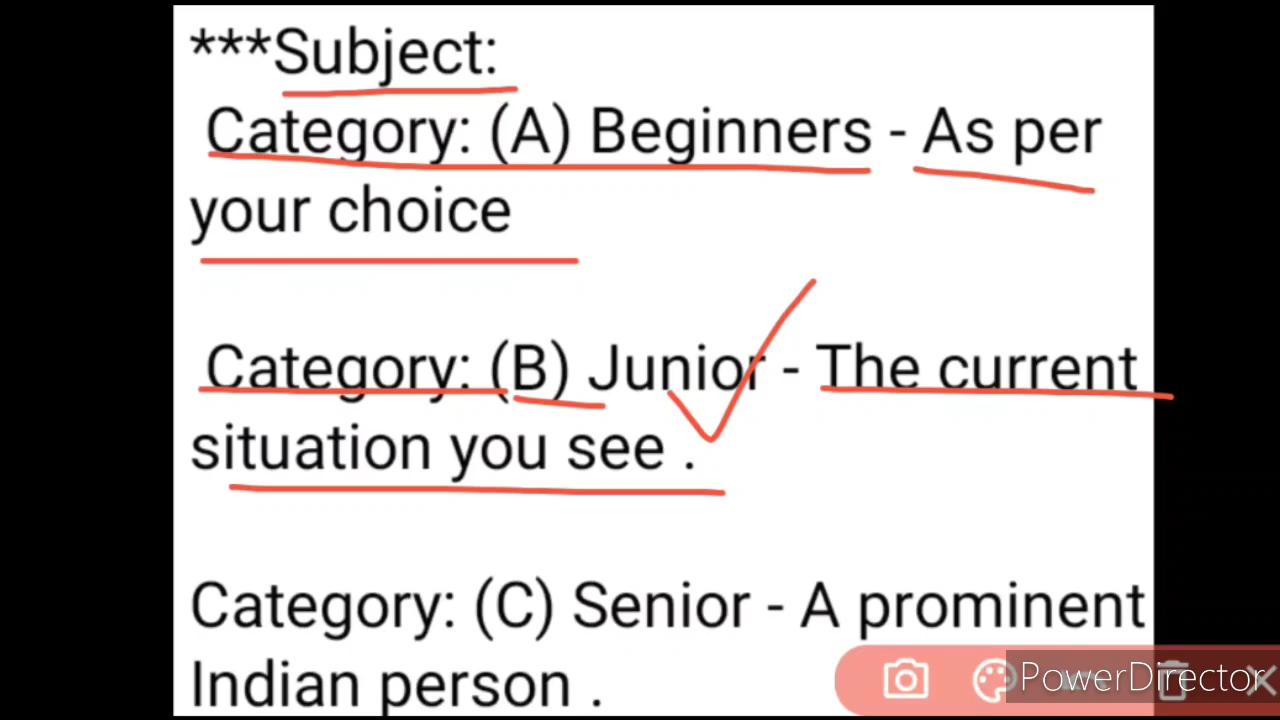 ***Subject:
Category: (A) Beginners - As per
your choice
Category: (B) Junior - The current
situation you see .
Category: (C) Senior - A prominent
Indian person .
PowerDirector